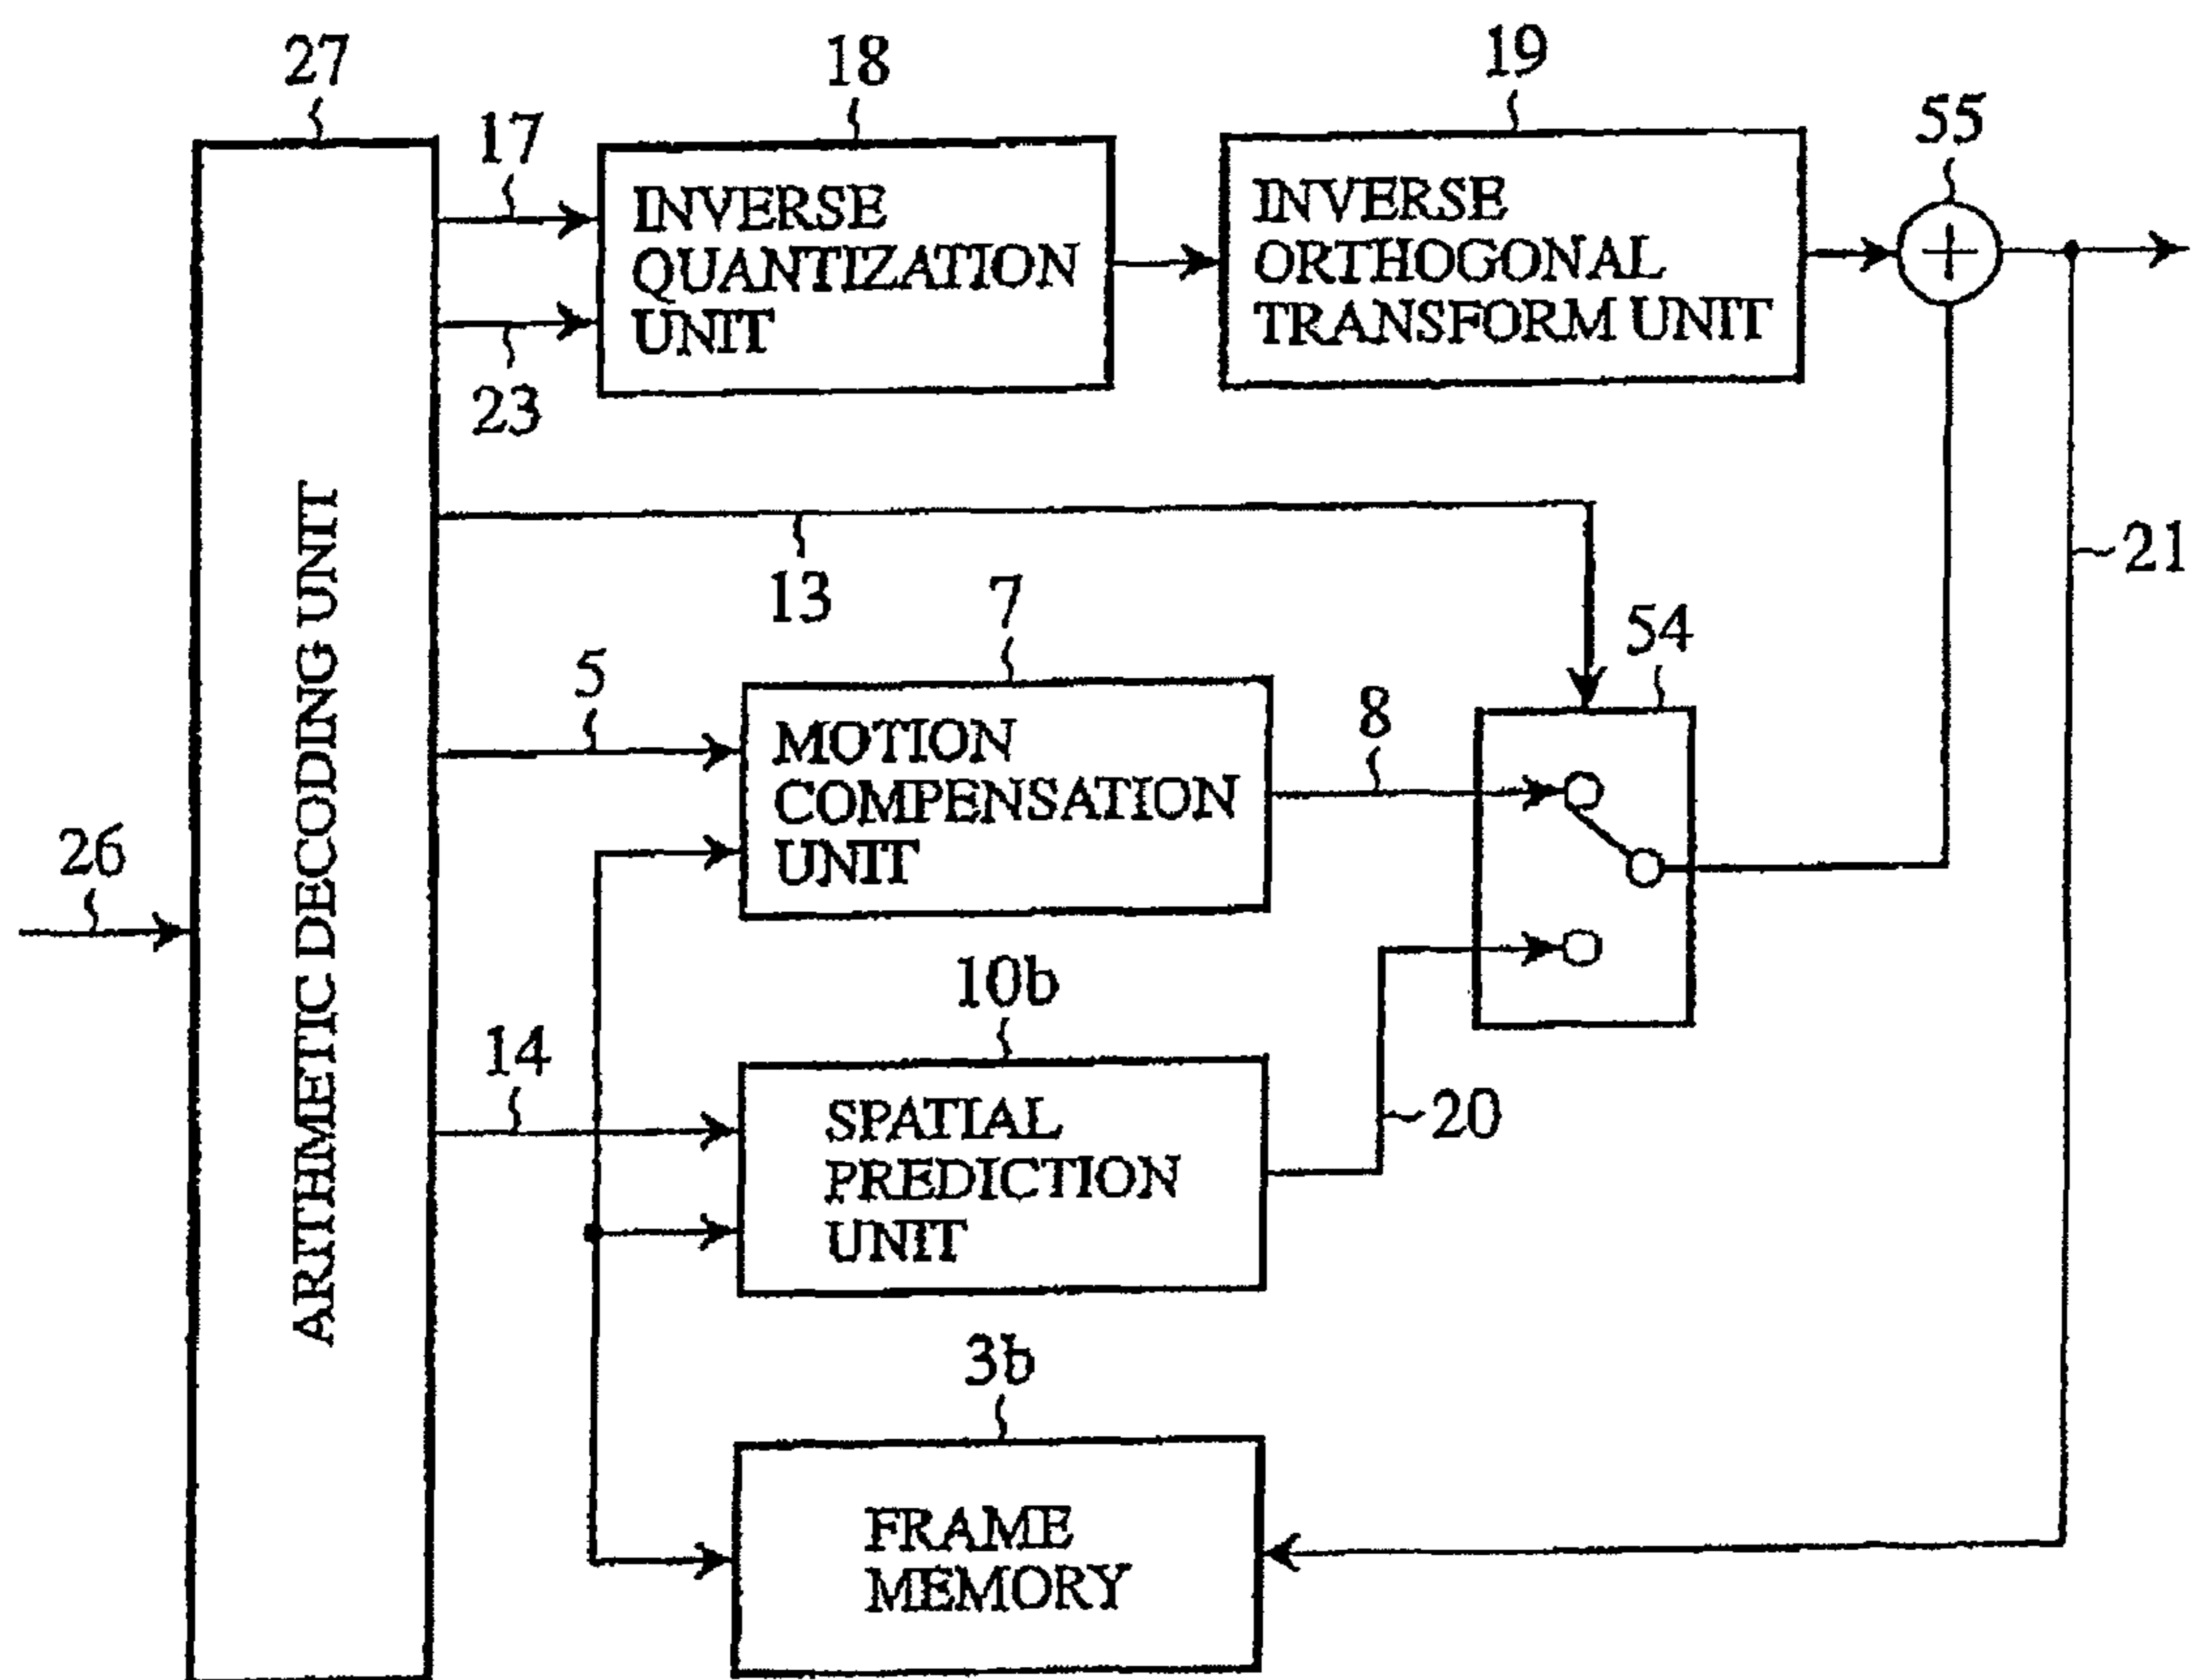 27
18
19
55
17
INVERSE
QUANTIZATION
UNIT
INVERSE
ORTHOGONAL
TRANSFORM UNIT
23
13
21
ARITHMETIC DECODING UNIT
7
54
5
MOTION
COMPENSATION
UNIT
8
26
10b
14
SPATIAL
PREDICTION
UNIT
20
3b
FRAME
MEMORY